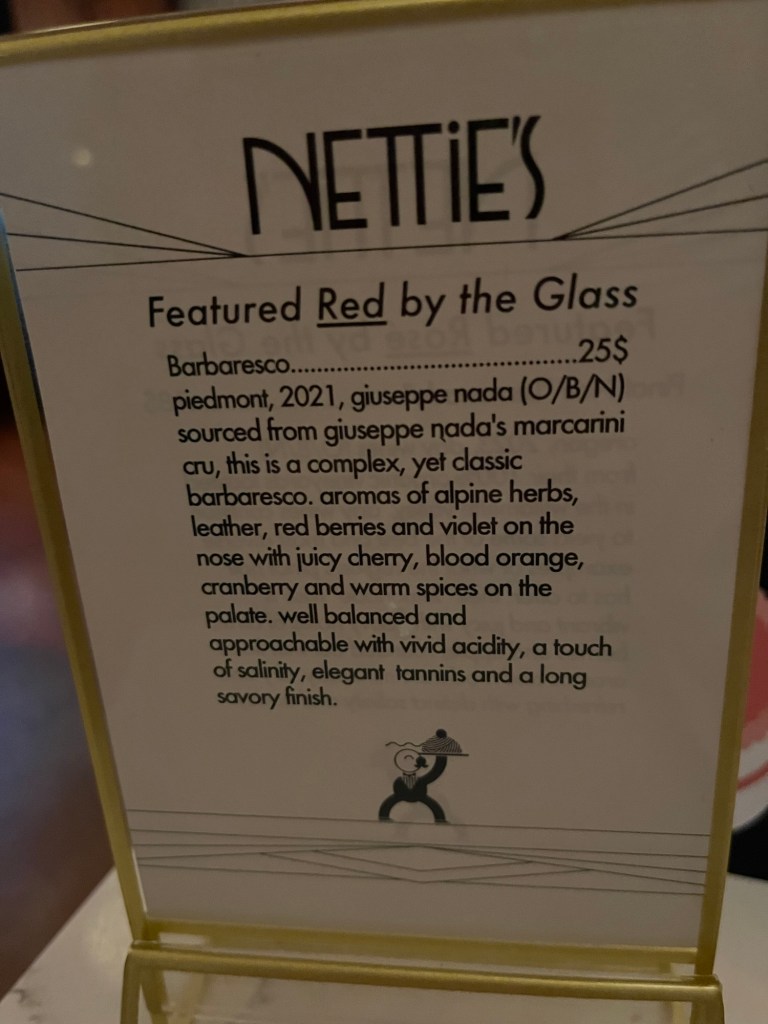 NETTiE'S
Featured Red by the Glass
Barbaresco........................................25$
piedmont, 2021, giuseppe nada (O/B/N)
sourced from giuseppe nada's marcarini
cru, this is a complex, yet classic
barbaresco. aromas of alpine herbs,
leather, red berries and violet on the
nose with juicy cherry, blood orange,
cranberry and warm spices on the
palate. well balanced and
approachable with vivid acidity, a touch
of salinity, elegant tannins and a long
savory finish.